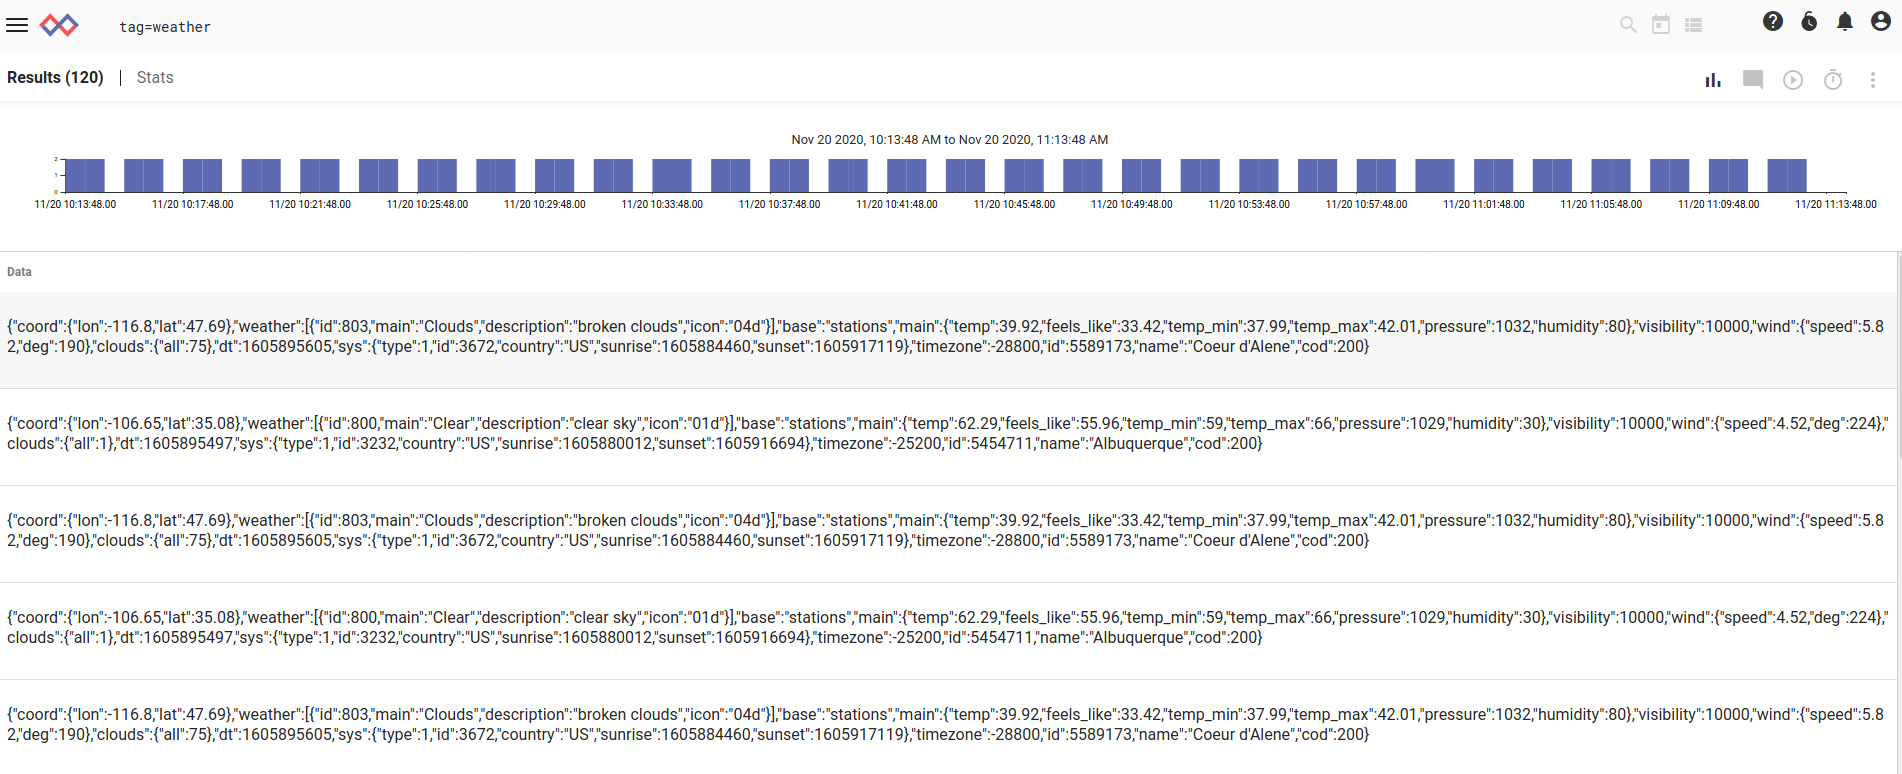 tag=weather
Results (120) | Stats
Nov 20 2020, 10:13:48 AM to Nov 20 2020, 11:13:48 AM
2
1
0
11/20 10:13:48.00 11/20 10:17:48.00 11/20 10:21:48.00 11/20 10:25:48.00 11/20 10:29:48.00 11/20 10:33:48.00 11/20 10:37:48.00 11/20 10:41:48.00 11/20 10:45:48.00 11/20 10:49:48.00 11/20 10:53:48.00 11/20 10:57:48.00 11/20 11:01:48.00 11/20 11:05:48.00 11/20 11:09:48.00 11/20 11:13:48.00
Data
{"coord":{"lon":-116.8,"lat":47.69},"weather":[{"id":803,"main":"Clouds","description":"broken clouds","icon":"04d"}],"base":"stations","main":{"temp":39.92,"feels_like":33.42,"temp_min":37.99,"temp_max":42.01,"pressure":1032,"humidity":80},"visibility":10000,"wind":{"speed":5.8
2,"deg":190},"clouds":{"all":75},"dt":1605895605,"sys":{"type":1,"id":3672,"country":"US","sunrise":1605884460,"sunset":1605917119},"timezone":-28800,"id":5589173,"name":"Coeur d'Alene","cod":200}
{"coord":{"lon":-106.65,"lat":35.08},"weather":[{"id":800,"main":"Clear","description":"clear sky","icon":"01d"}],"base":"stations","main":{"temp":62.29,"feels_like":55.96,"temp_min":59,"temp_max":66,"pressure":1029,"humidity":30},"visibility":10000,"wind":{"speed":4.52,"deg":224},"
clouds":{"all":1},"dt":1605895497,"sys":{"type":1,"id":3232,"country":"US","sunrise":1605880012,"sunset":1605916694},"timezone":-25200,"id":5454711,"name":"Albuquerque","cod":200}
{"coord":{"lon":-116.8,"lat":47.69},"weather":[{"id":803,"main":"Clouds","description":"broken clouds","icon":"04d"}],"base":"stations","main":{"temp":39.92,"feels_like":33.42,"temp_min":37.99,"temp_max":42.01,"pressure":1032,"humidity":80},"visibility":10000,"wind":{"speed":5.8
2,"deg":190},"clouds":{"all":75},"dt":1605895605,"sys":{"type":1,"id":3672,"country":"US","sunrise":1605884460,"sunset":1605917119},"timezone":-28800,"id":5589173,"name":"Coeur d'Alene","cod":200}
{"coord":{"lon":-106.65,"lat":35.08},"weather":[{"id":800,"main":"Clear","description":"clear sky","icon":"01d"}],"base":"stations","main":{"temp":62.29,"feels_like":55.96,"temp_min":59,"temp_max":66,"pressure":1029,"humidity":30},"visibility":10000,"wind":{"speed":4.52,"deg":224},"
clouds":{"all":1},"dt":1605895497,"sys":{"type":1,"id":3232,"country":"US","sunrise":1605880012,"sunset":1605916694},"timezone":-25200,"id":5454711,"name":"Albuquerque","cod":200}
{"coord":{"lon":-116.8,"lat":47.69},"weather":[{"id":803,"main":"Clouds","description":"broken clouds","icon":"04d"}],"base":"stations","main":{"temp":39.92,"feels_like":33.42,"temp_min":37.99,"temp_max":42.01,"pressure":1032,"humidity":80},"visibility":10000,"wind":{"speed":5.8
2,"deg":190},"clouds":{"all":75},"dt":1605895605,"sys":{"type":1,"id":3672,"country":"US","sunrise":1605884460,"sunset":1605917119},"timezone":-28800,"id":5589173,"name":"Coeur d'Alene","cod":200}